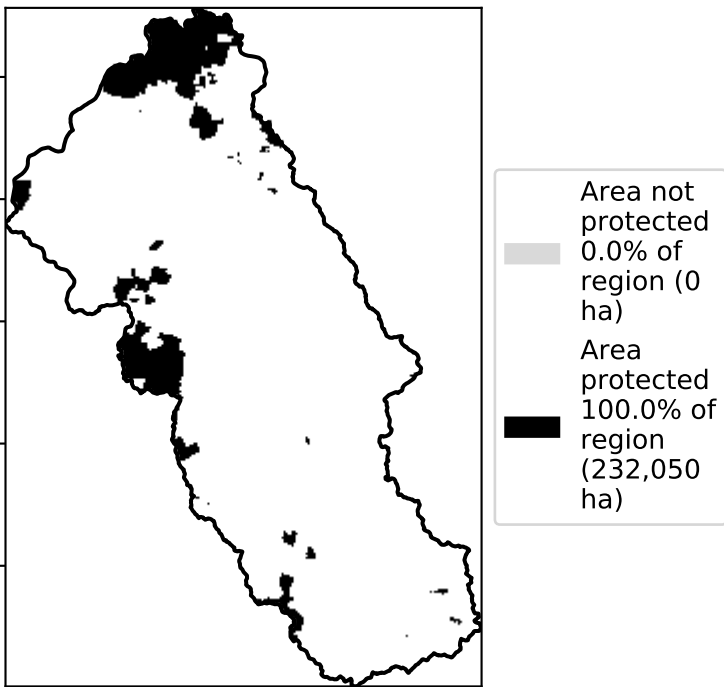 Area not
protected
0.0% of
region (0
ha)
Area
protected
100.0% of
region
(232,050
ha)